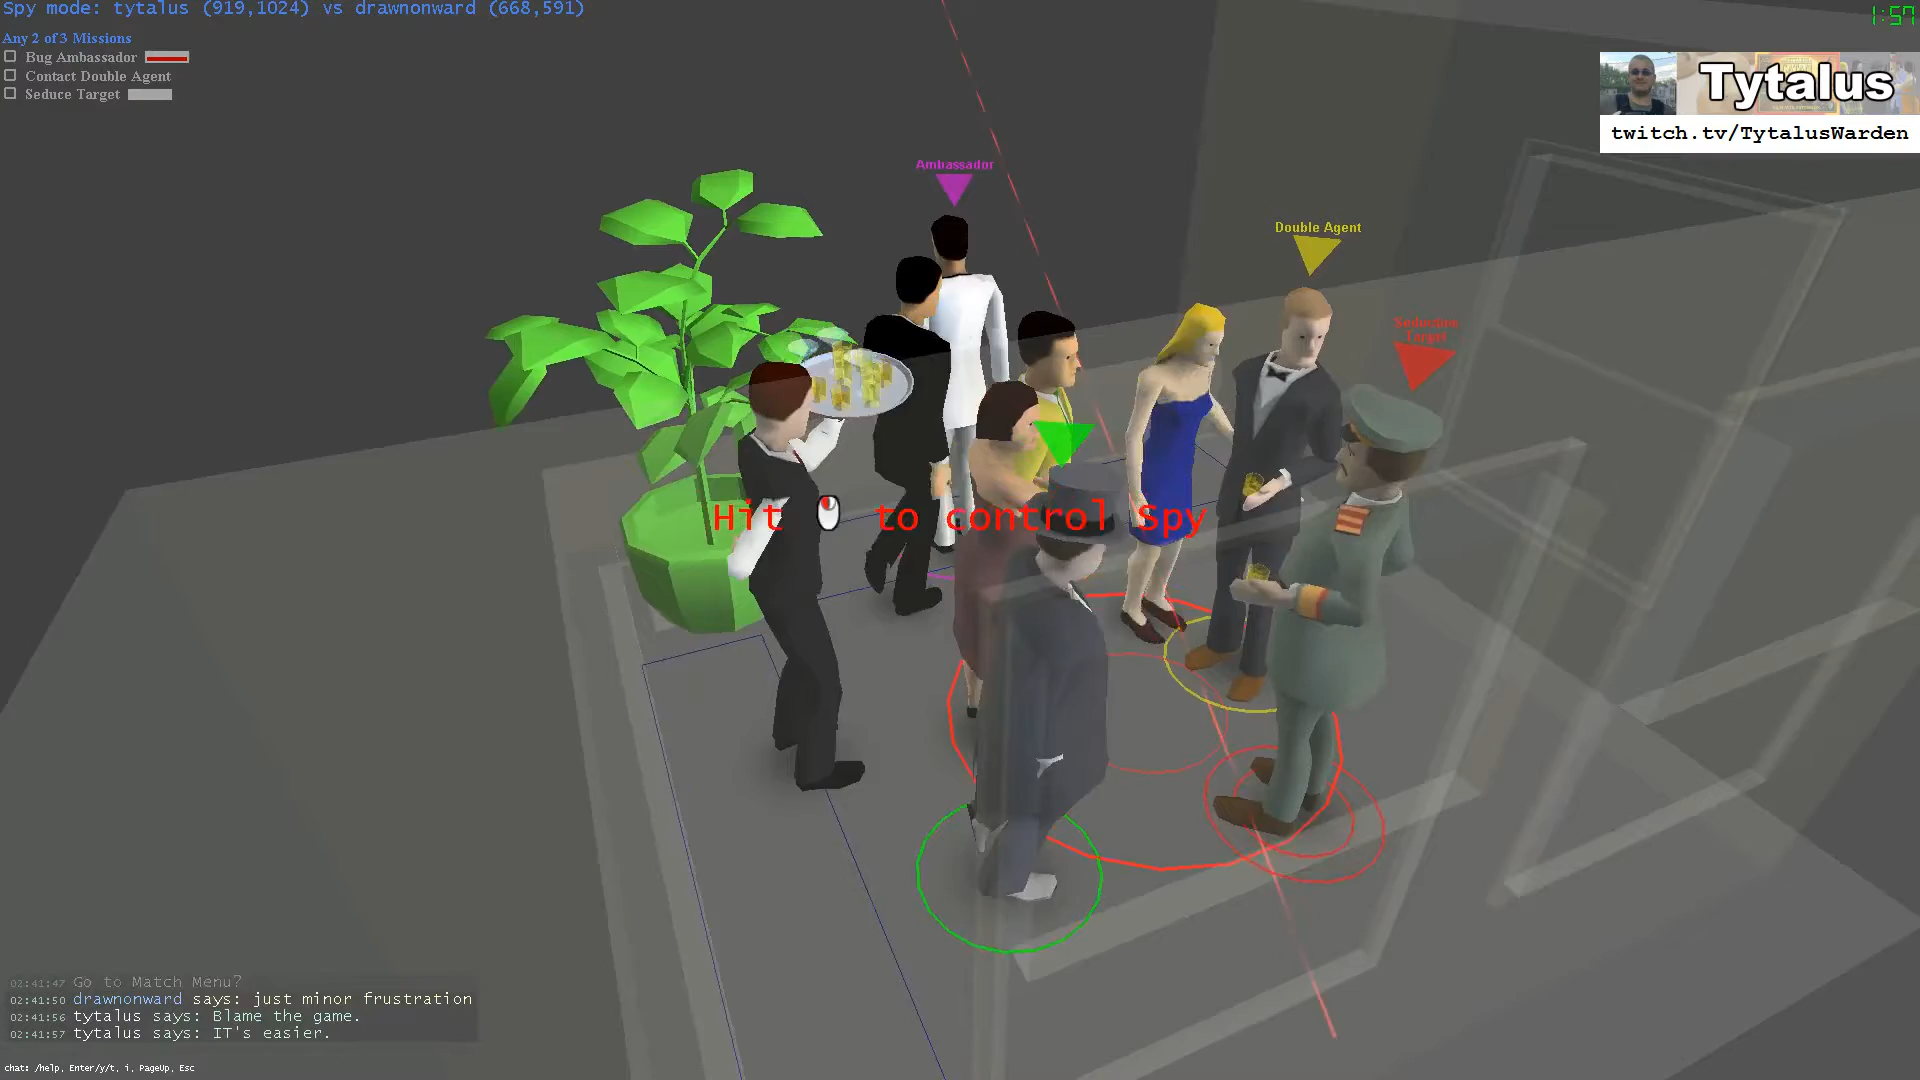 Spy mode: tytalus (919,1024) vs drawnonward (668,591)
1:57
Any 2 of 3 Missions
Bug Ambassador
Contact Double Agent
Seduce Target
Tytalus
twitch.tv/TytalusWarden
Ambassador
Double Agent
Seduction
Target
Hit to control Spy
02:41:47 Go to Match Menu?
02:41:50 drawnonward says: just minor frustration
02:41:56 tytalus says: Blame the game.
02:41:57 tytalus says: IT's easier.
chat: /help, Enter/y/t, i, PageUp, Esc